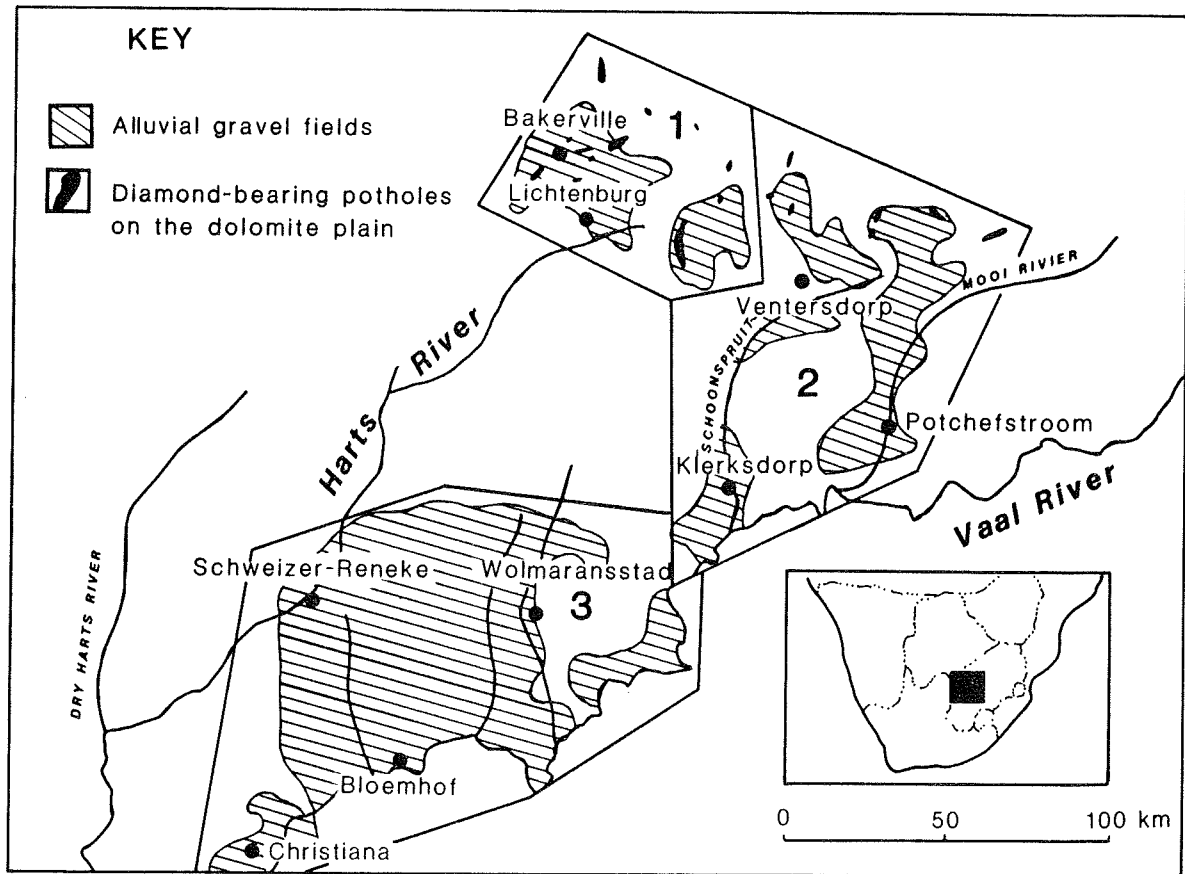 KEY
Alluvial gravel fields
Diamond-bearing potholes
on the dolomite plain
1
Bakerville
Lichtenburg
MOOI RIVIER
Ventersdorp
SCHOONSPRUIT
2
Harts River
Potchefstroom
Klerksdorp
Vaal River
DRY HARTS RIVER
Schweizer-Reneke
Wolmaransstad
3
Bloemhof
Christiana
0 50 100 km